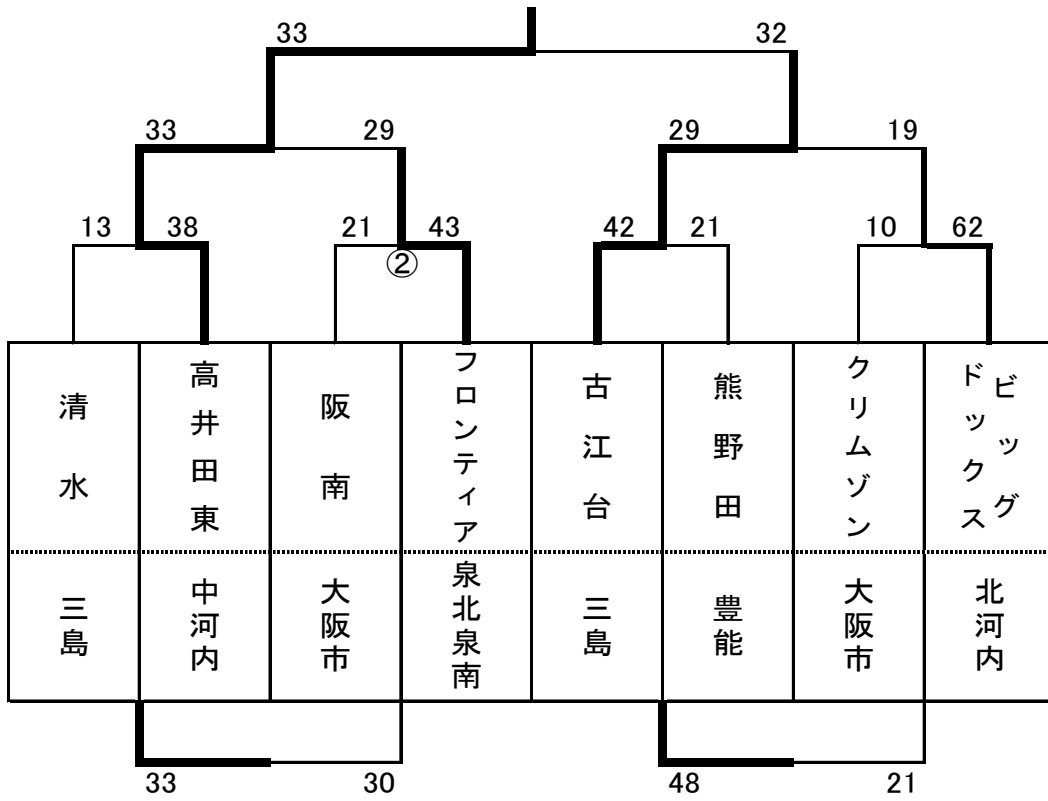 33 32
33 29 29 19
13 38 21 43 42 21 10 62
②
清水
高井田東
阪南
フロンティア
古江台
熊野田
クリムゾン
ビッグ
ドックス
三島
中河内
大阪市
泉北泉南
三島
豊能
大阪市
北河内
33 30 48 21